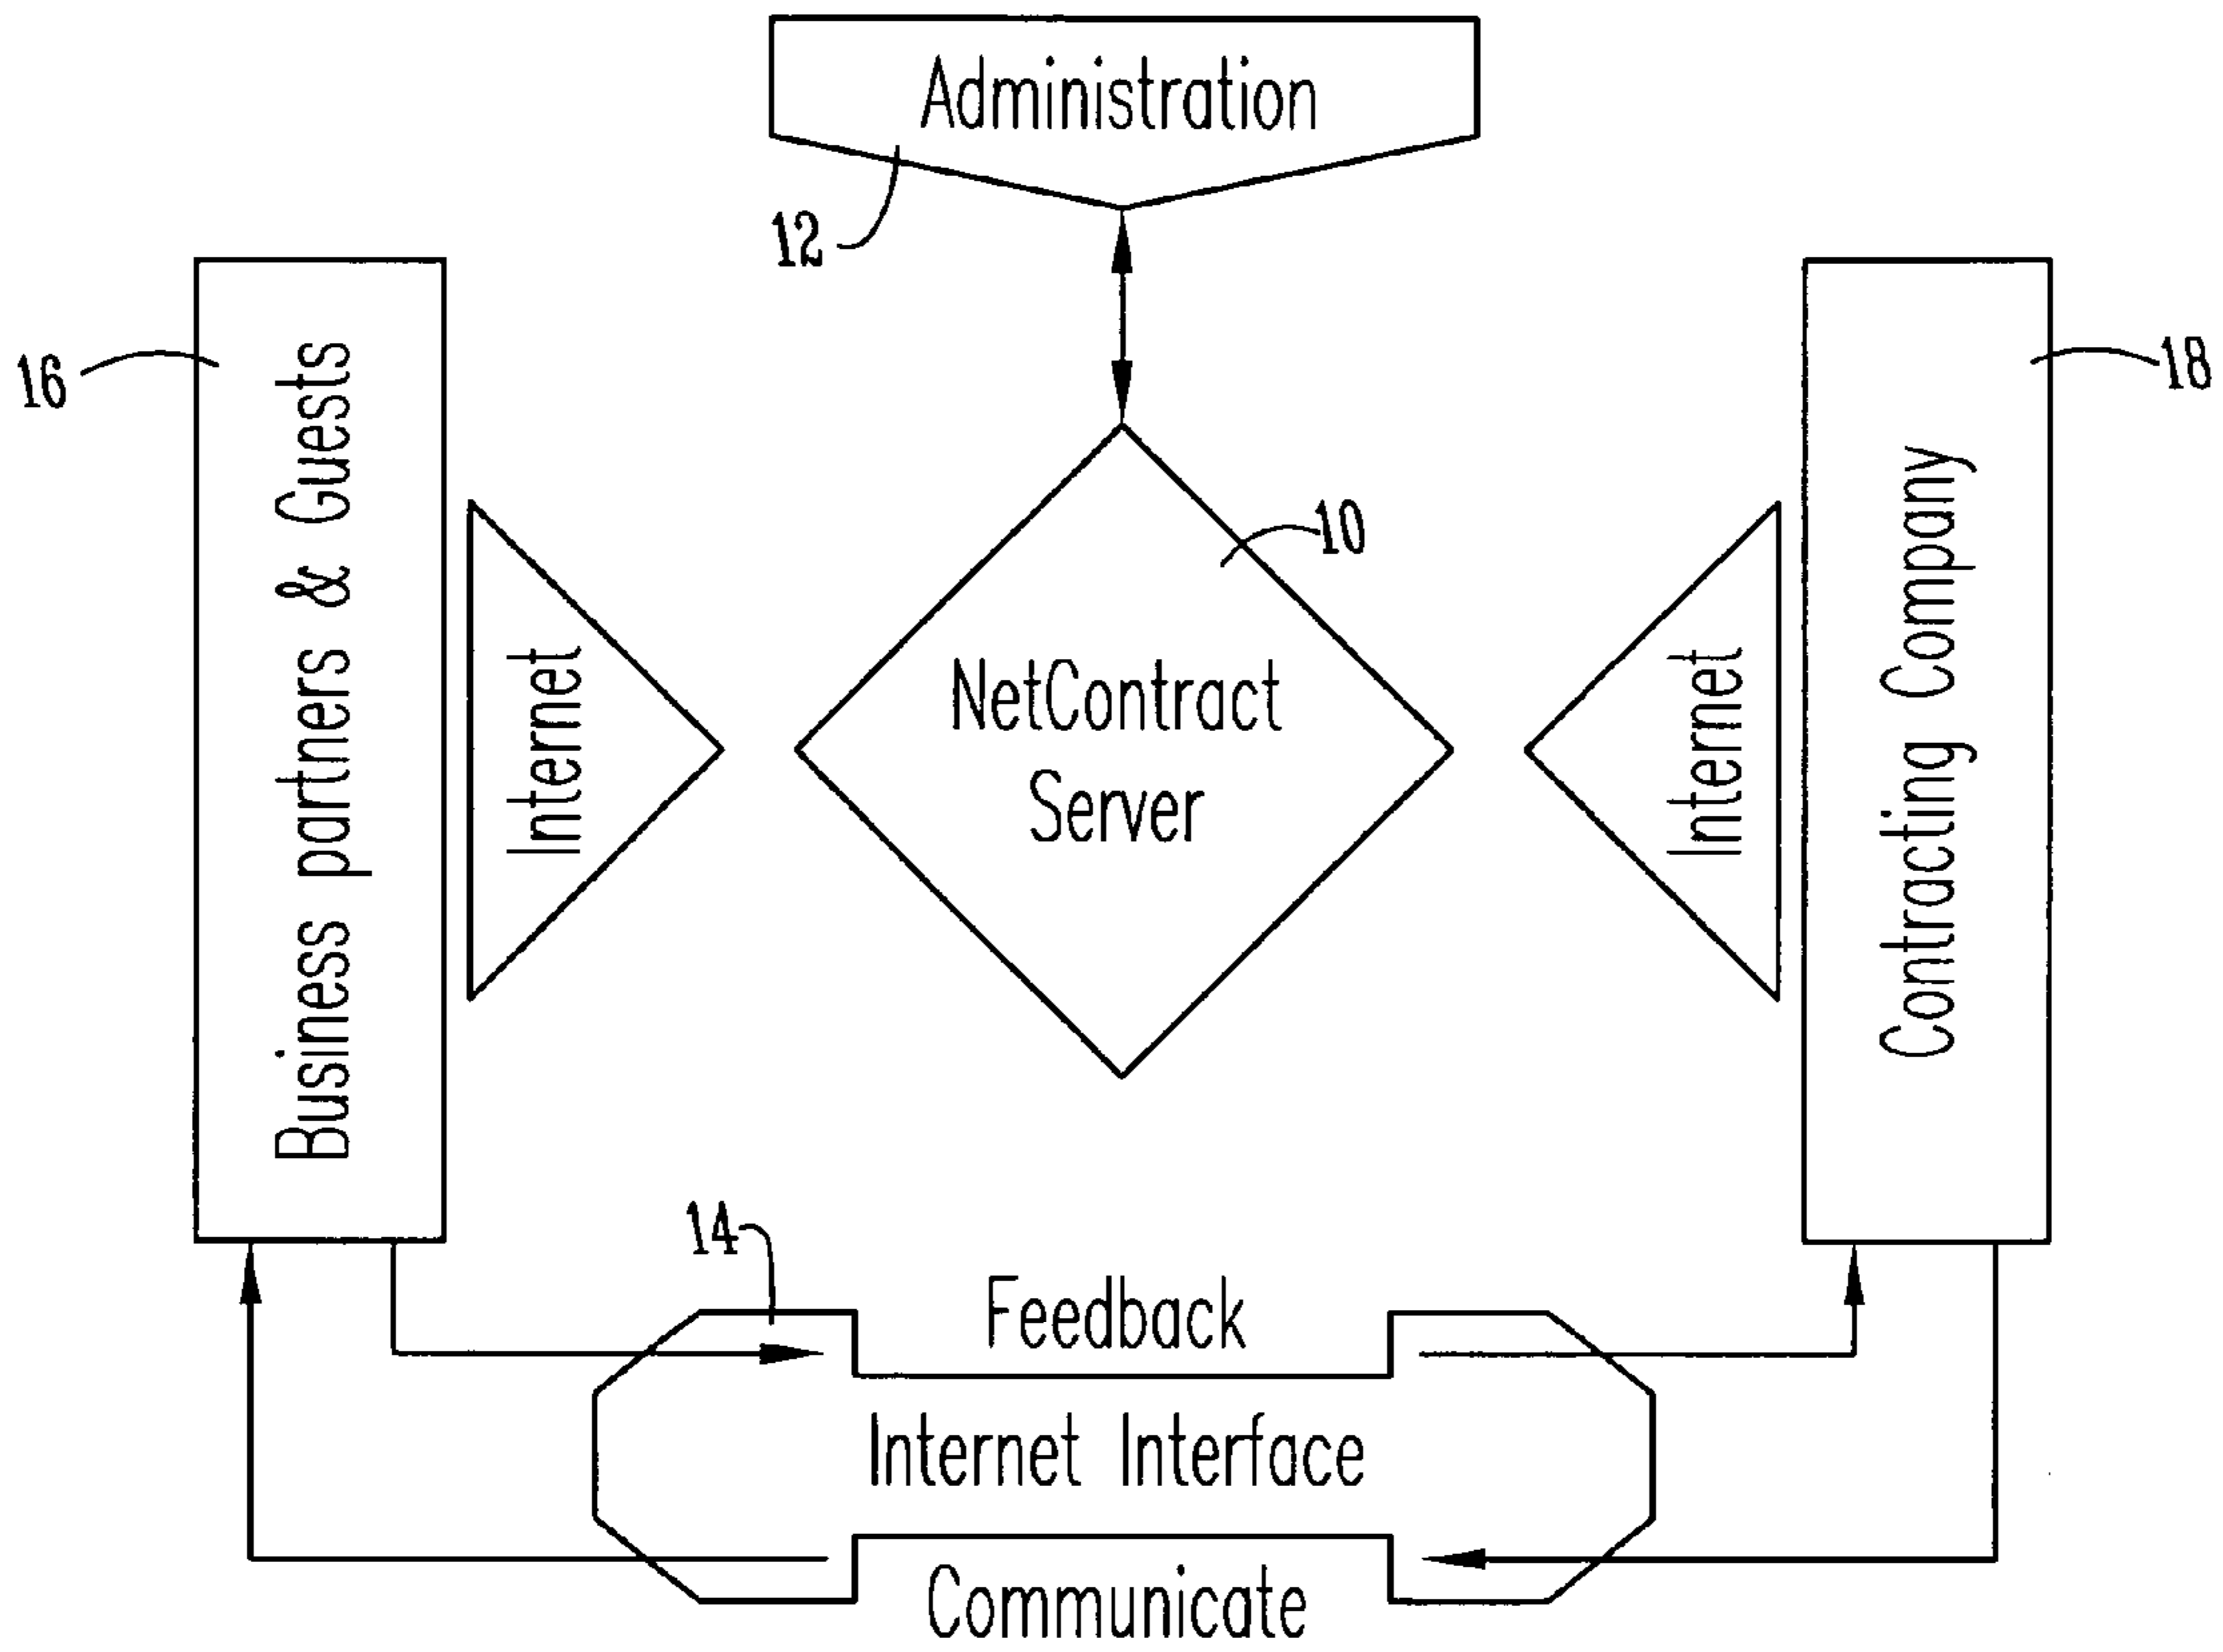 Administration
12
16
18
Business partners & Guests
Internet
10
NetContract
Server
Internet
Contracting Company
14
Feedback
Internet Interface
Communicate